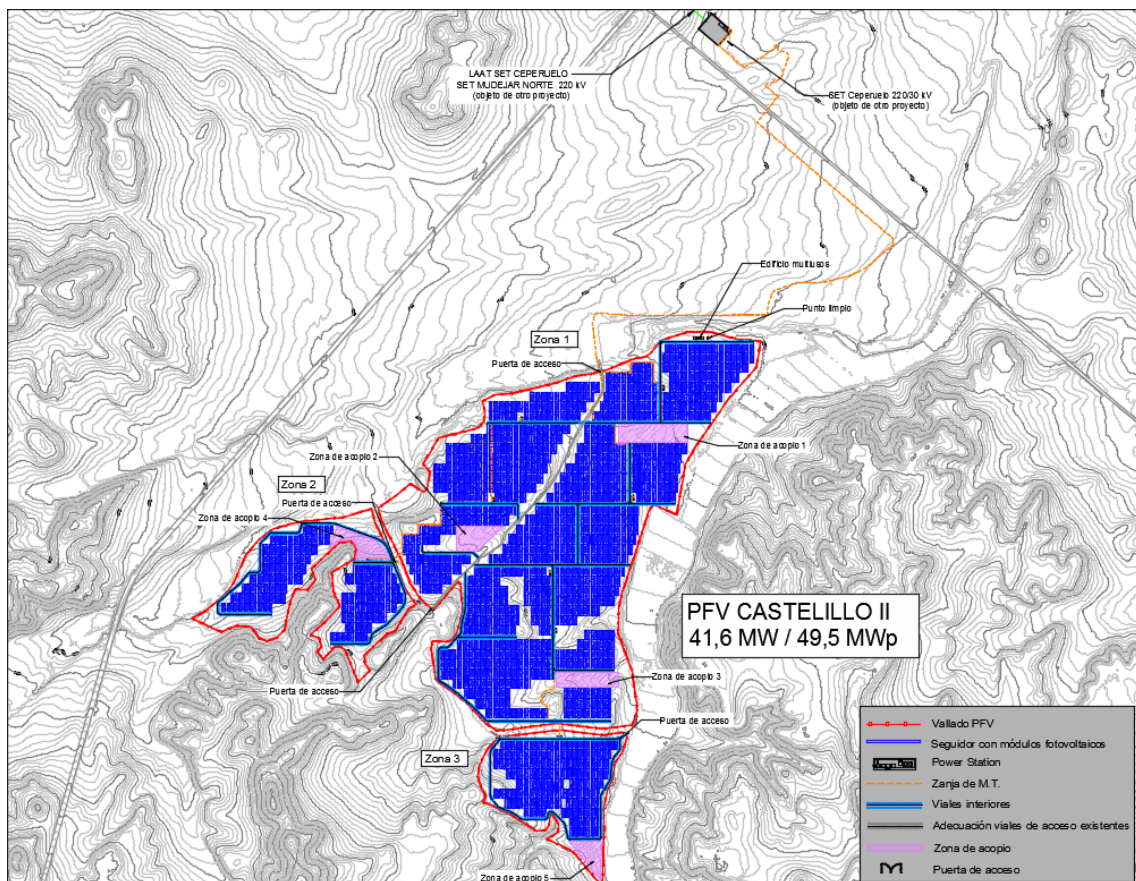 LAAT SET CEPERUELO
SET MUDEJAR NORTE 220 kV
(objeto de otro proyecto)
SET Ceperuelo 220/30 kV
(objeto de otro proyecto)
Edificio multiusos
Punto limpio
Zona 1
Puerta de acceso
Zona de acopio 1
Zona de acopio 2
Zona 2
Puerta de acceso
Zona de acopio 4
PFV CASTELILLO II
41,6 MW / 49,5 MWp
Zona de acopio 3
Puerta de acceso
Puerta de acceso
Zona 3
Zona de acopio 5
Vallado PFV
Seguidor con módulos fotovoltaicos
Power Station
Zanja de M.T.
Viales interiores
Adecuación viales de acceso existentes
Zona de acopio
Puerta de acceso